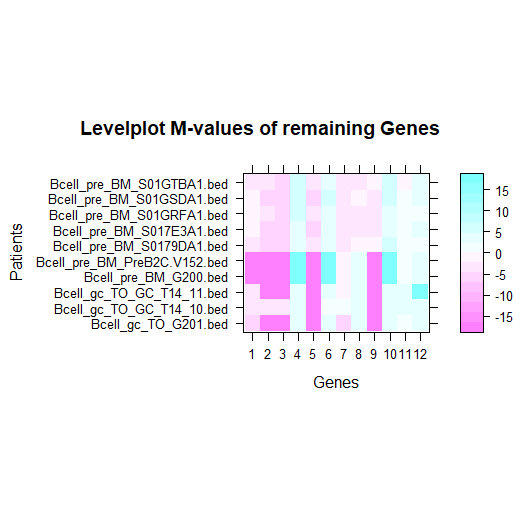 Levelplot M-values of remaining Genes
Patients
Bcell_pre_BM_S01GTBA1.bed
Bcell_pre_BM_S01GSDA1.bed
Bcell_pre_BM_S01GRFA1.bed
Bcell_pre_BM_S017E3A1.bed
Bcell_pre_BM_S0179DA1.bed
Bcell_pre_BM_PreB2C.V152.bed
Bcell_pre_BM_G200.bed
Bcell_gc_TO_GC_T14_11.bed
Bcell_gc_TO_GC_T14_10.bed
Bcell_gc_TO_G201.bed
1 2 3 4 5 6 7 8 9 10 11 12
Genes
15
10
5
0
-5
-10
-15